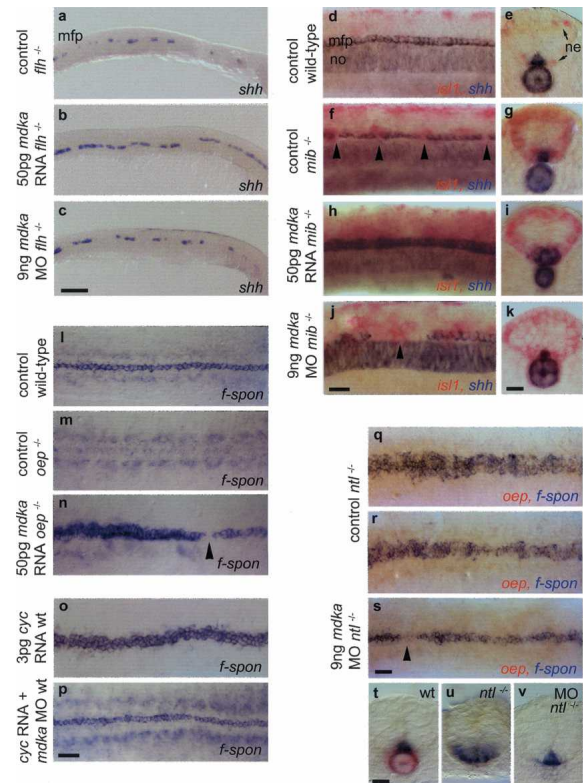 control
flh -/-
a
mfp
shh
50pg mdka
RNA flh -/-
b
shh
9ng mdka
MO flh -/-
c
shh
control
wild-type
d
mfp
no
isl1, shh
e
ne
control
mib -/-
f
isl1, shh
g
50pg mdka
RNA mib -/-
h
isl1, shh
i
9ng mdka
MO mib -/-
j
isl1, shh
k
control
wild-type
l
f-spon
control
oep -/-
m
f-spon
50pg mdka
RNA oep -/-
n
f-spon
3pg cyc
RNA wt
o
f-spon
cyc RNA +
mdka MO wt
p
f-spon
control ntl -/-
q
oep, f-spon
r
oep, f-spon
9ng mdka
MO ntl -/-
s
oep, f-spon
t
wt
u
ntl -/-
v
MO
ntl -/-